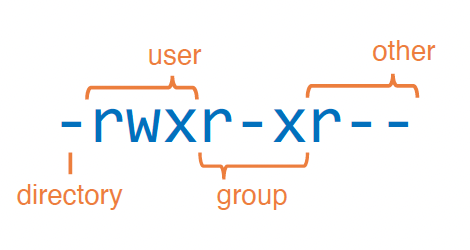 user
other
-rwxr-xr--
directory
group